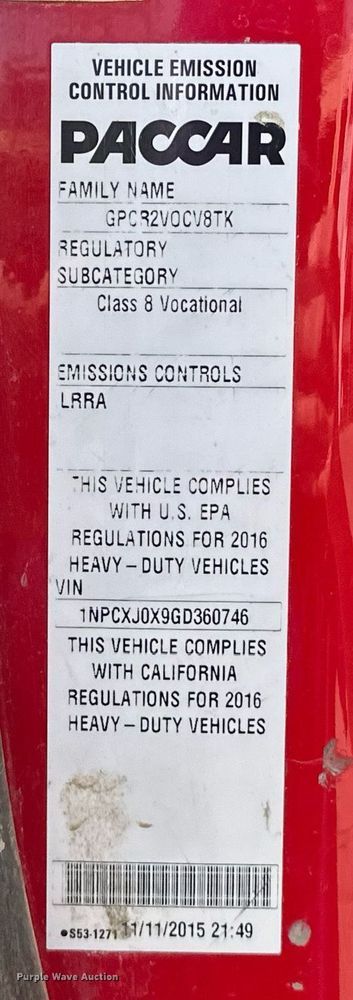 VEHICLE EMISSION
CONTROL INFORMATION
PACCAR
FAMILY NAME
GPCR2VOCV8TK
REGULATORY
SUBCATEGORY
Class 8 Vocational
EMISSIONS CONTROLS
LRRA
THIS VEHICLE COMPLIES
WITH U.S. EPA
REGULATIONS FOR 2016
HEAVY–DUTY VEHICLES
VIN
1NPCXJ0X9GD360746
THIS VEHICLE COMPLIES
WITH CALIFORNIA
REGULATIONS FOR 2016
HEAVY–DUTY VEHICLES
●S53-1271 11/11/2015 21:49
Purple Wave Auction